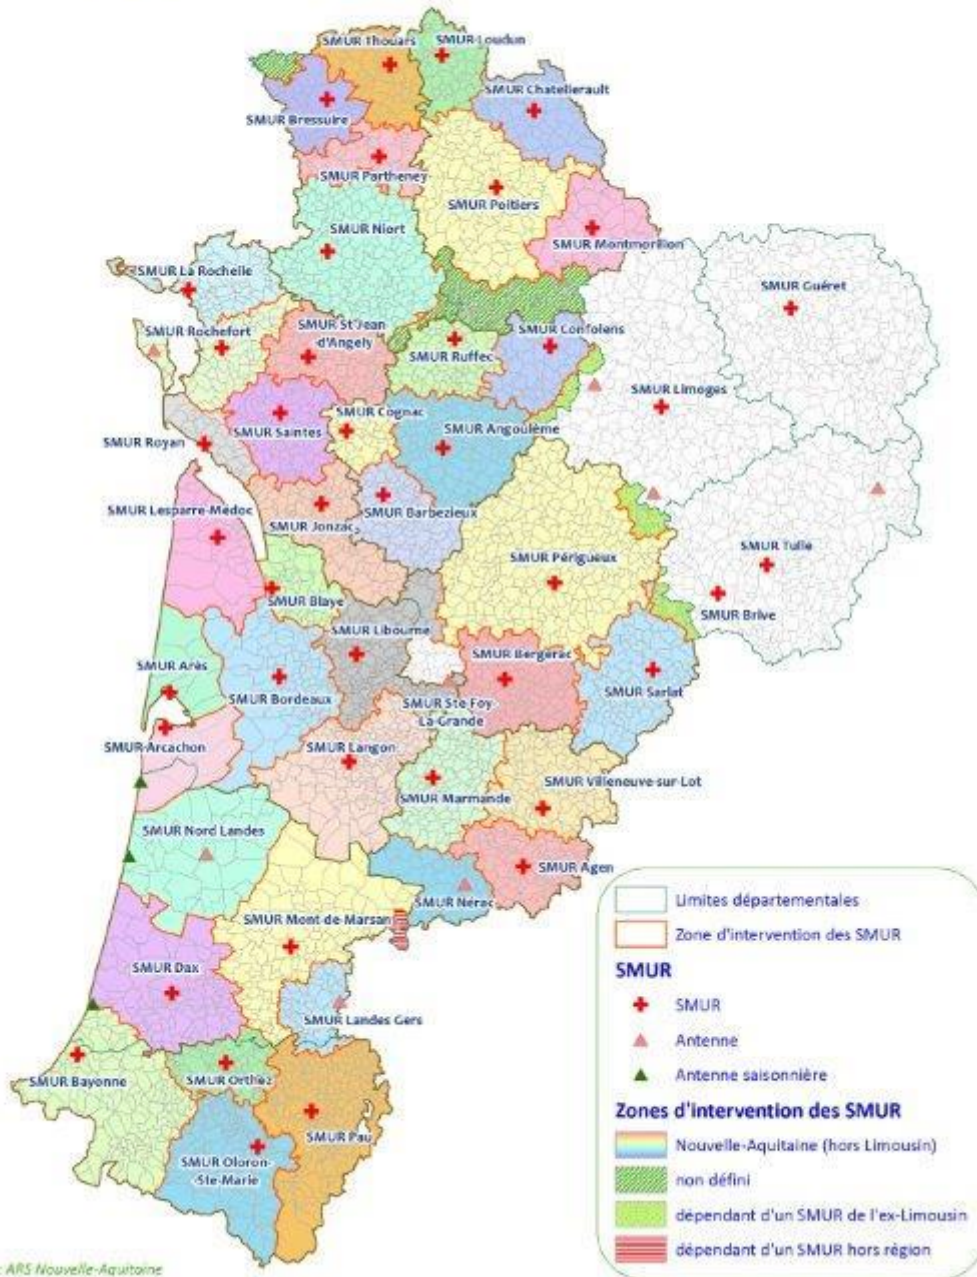 SMUR Thouars
SMUR Loudun
SMUR Chatellerault
SMUR Bressuire
SMUR Partheney
SMUR Poitiers
SMUR Niort
SMUR Montmorillon
SMUR La Rochelle
SMUR Guéret
SMUR Rochefort
SMUR St Jean
d'Angely
SMUR Confolens
SMUR Ruffec
SMUR Limoges
SMUR Cognac
SMUR Saintes
SMUR Angoulême
SMUR Royan
SMUR Lesparre-Médoc
SMUR Jonzac
SMUR Barbezieux
SMUR Périgueux
SMUR Tulle
SMUR Blaye
SMUR Brive
SMUR Libourne
SMUR Bergerac
SMUR Arès
SMUR Bordeaux
SMUR Sarlat
SMUR Ste Foy
La Grande
SMUR Arcachon
SMUR Langon
SMUR Villeneuve-sur-Lot
SMUR Marmande
SMUR Nord Landes
SMUR Agen
SMUR Nérac
SMUR Mont-de-Marsan
SMUR Dax
SMUR Landes Gers
SMUR Bayonne
SMUR Orthez
SMUR Pau
SMUR Oloron-
Ste-Marie
Limites départementales
Zone d'intervention des SMUR
SMUR
SMUR
Antenne
Antenne saisonnière
Zones d'intervention des SMUR
Nouvelle-Aquitaine (hors Limousin)
non défini
dépendant d'un SMUR de l'ex-Limousin
dépendant d'un SMUR hors région
: ARS Nouvelle-Aquitaine